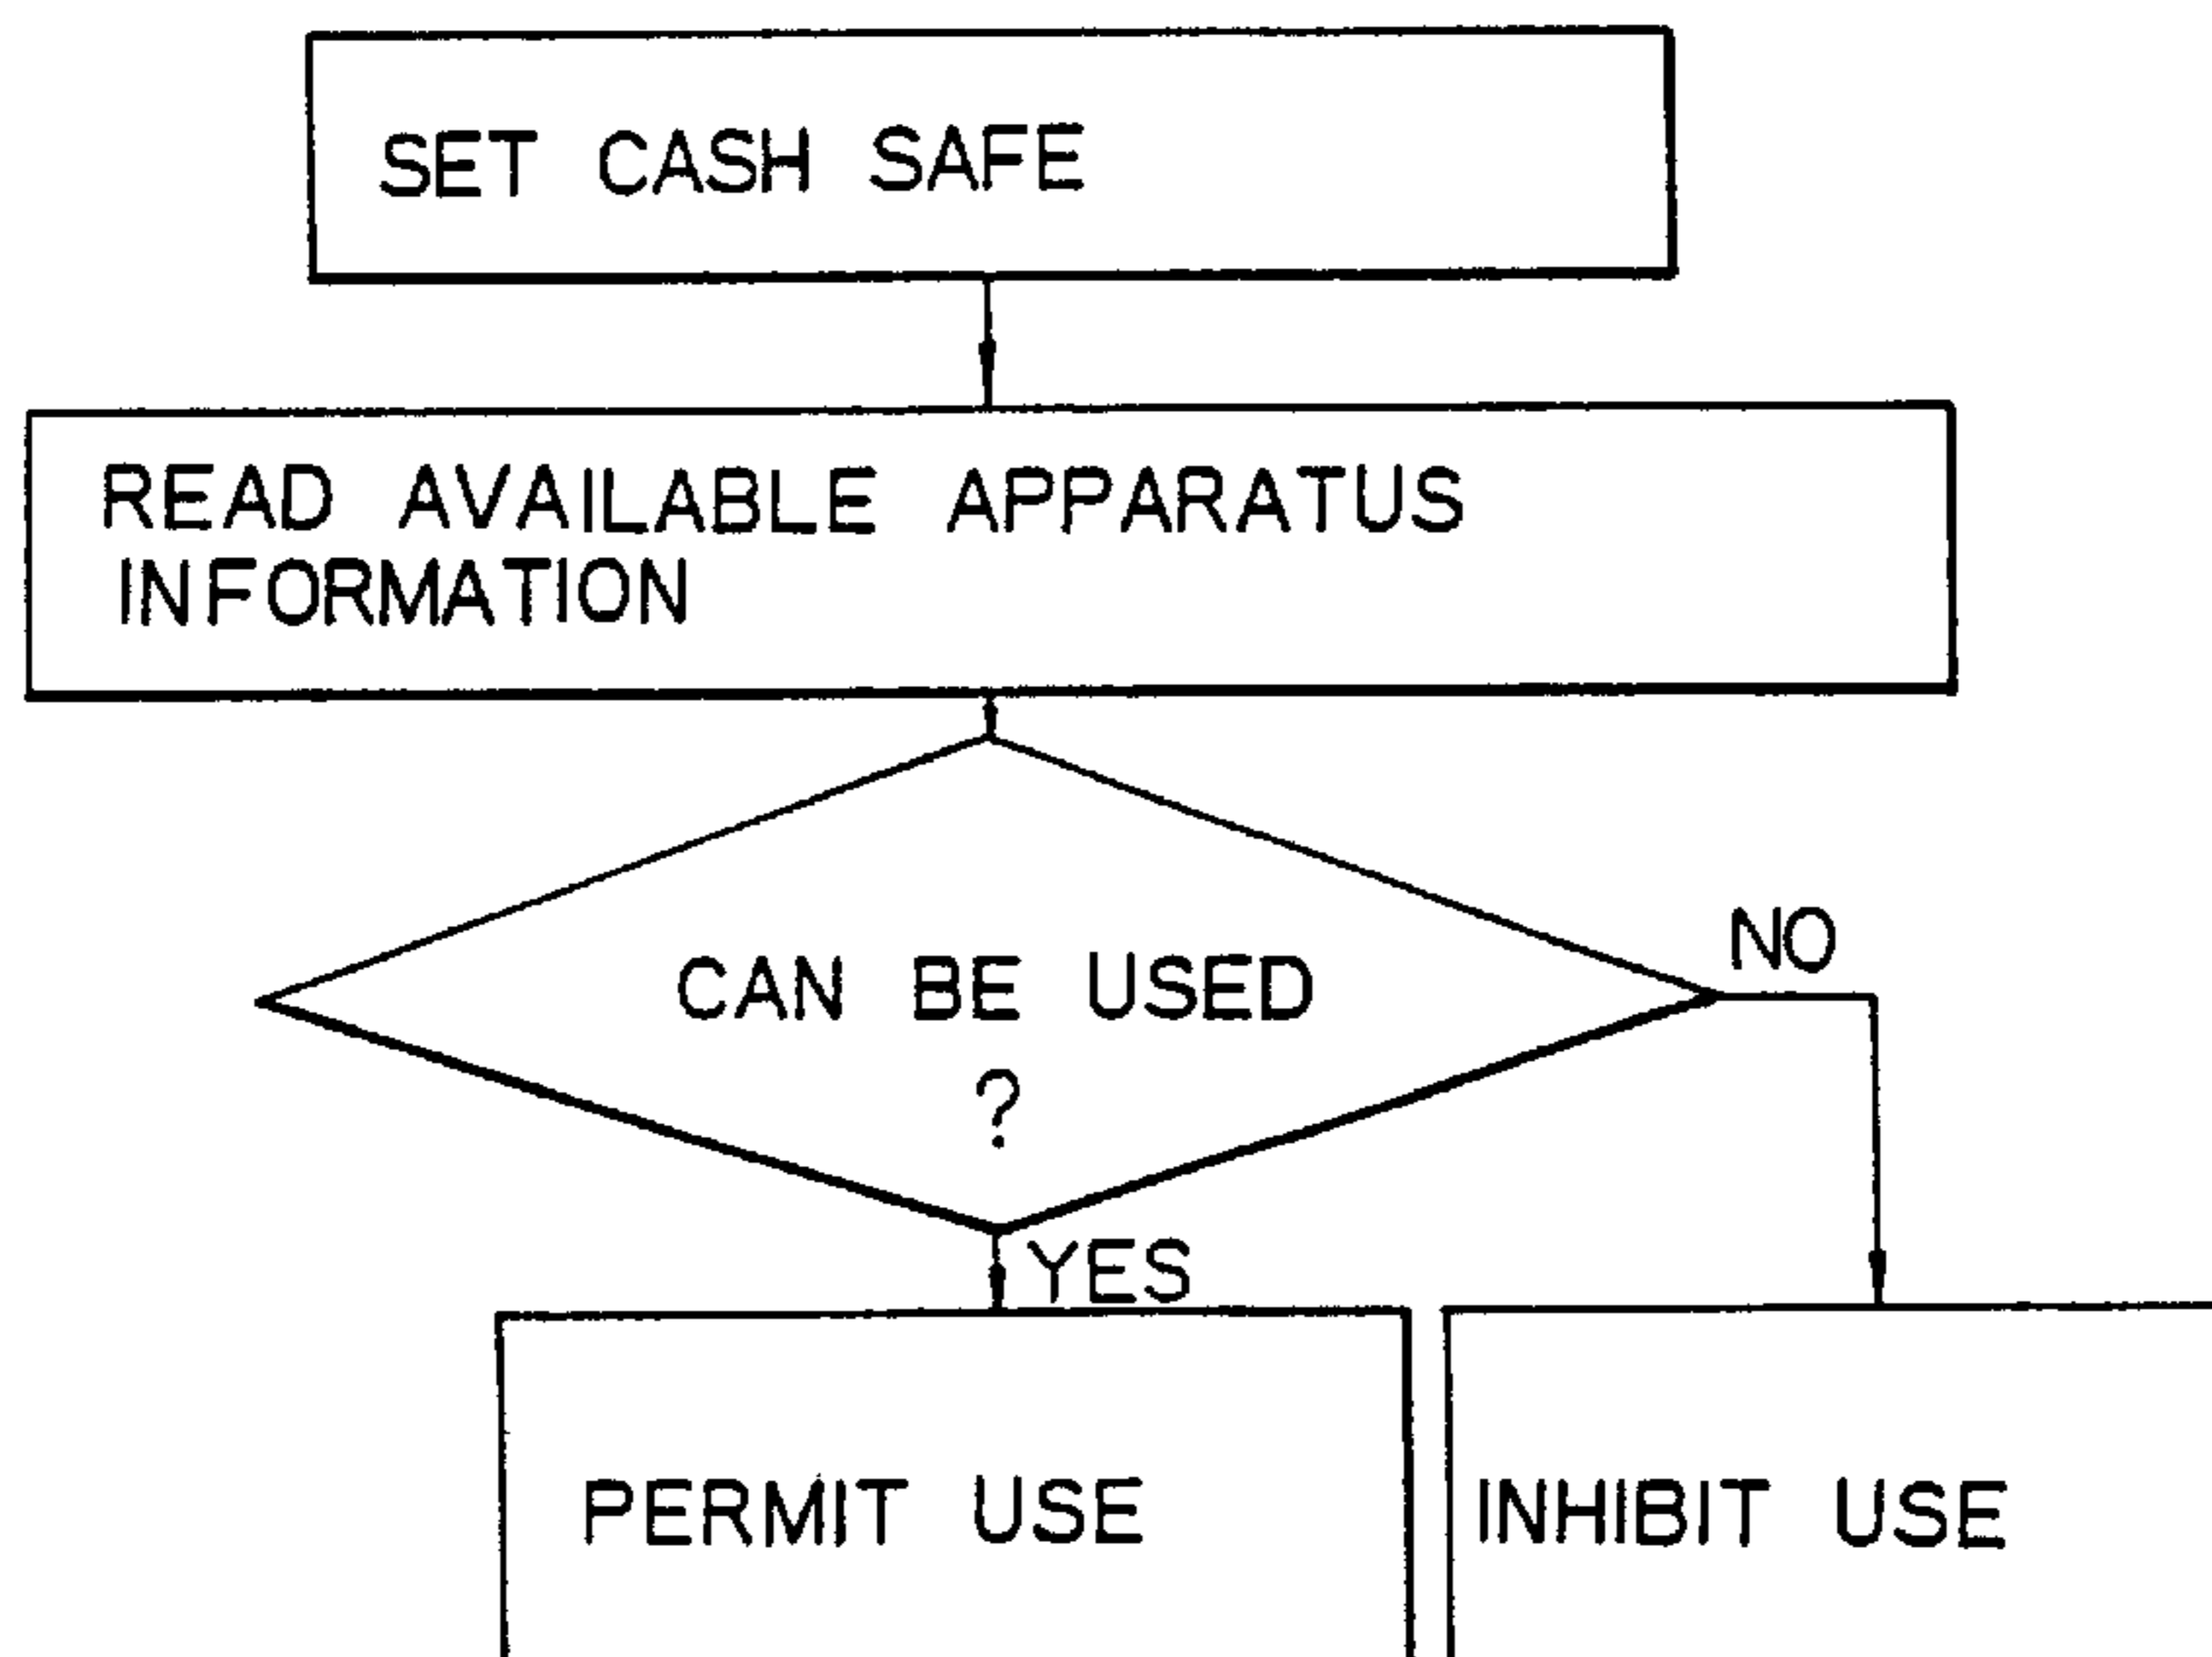 SET CASH SAFE
READ AVAILABLE APPARATUS
INFORMATION
CAN BE USED
?
NO
YES
PERMIT USE
INHIBIT USE